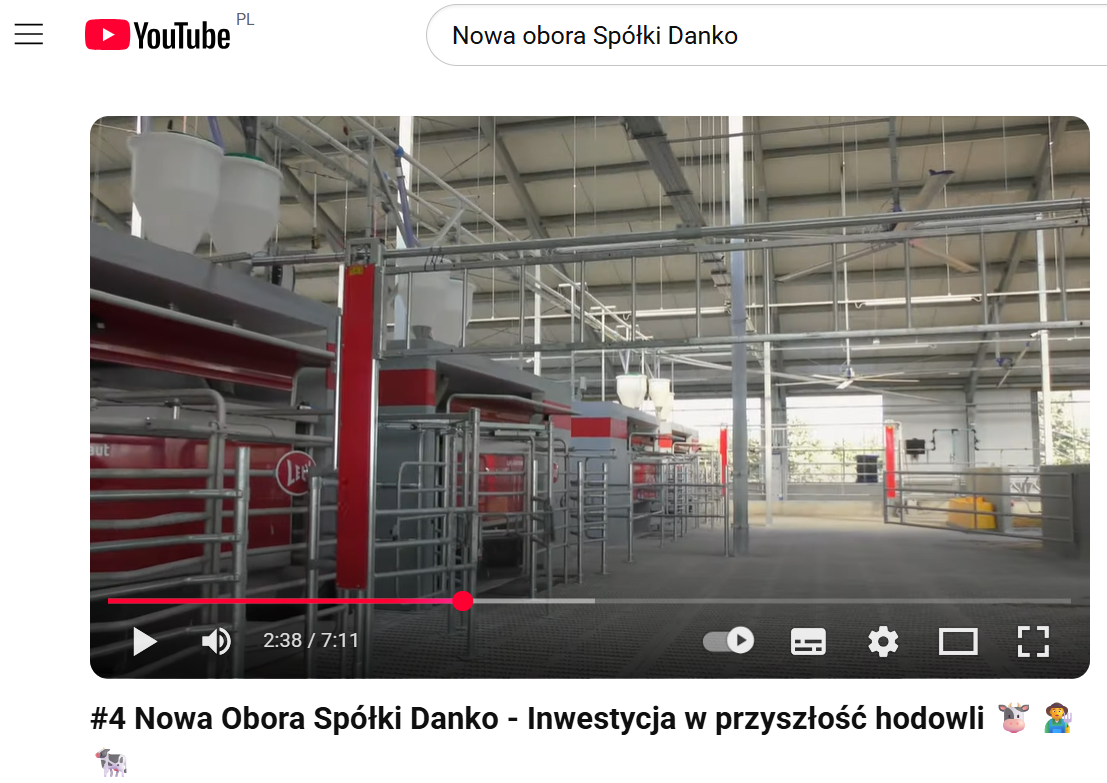 YouTube PL
Nowa obora Spółki Danko
2:38 / 7:11
#4 Nowa Obora Spółki Danko - Inwestycja w przyszłość hodowli 🐮 🧑‍🌾
🐄